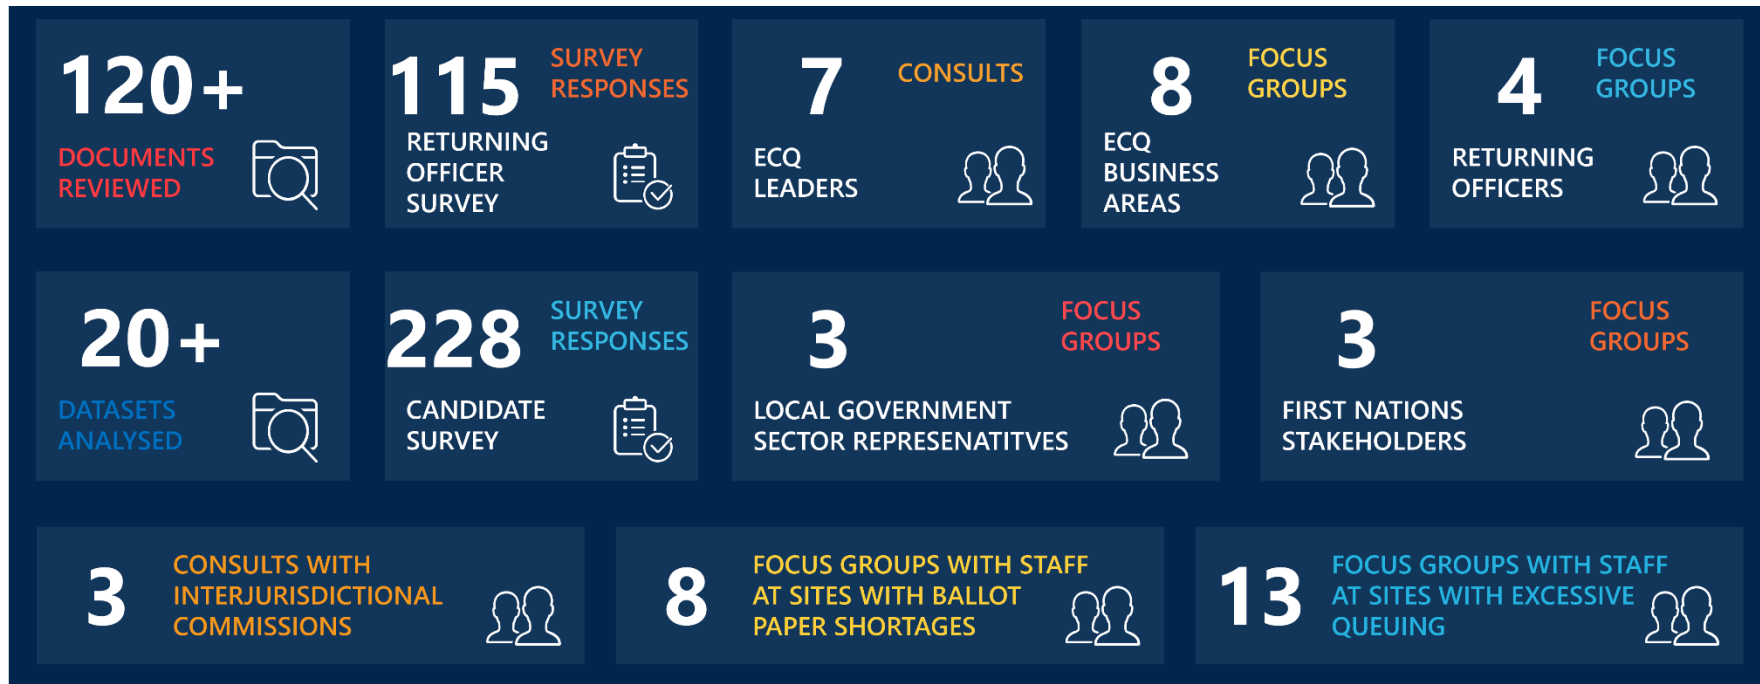 120+
DOCUMENTS
REVIEWED
115
SURVEY
RESPONSES
RETURNING
OFFICER
SURVEY
7
CONSULTS
ECQ
LEADERS
8
FOCUS
GROUPS
ECQ
BUSINESS
AREAS
4
FOCUS
GROUPS
RETURNING
OFFICERS
20+
DATASETS
ANALYSED
228
SURVEY
RESPONSES
CANDIDATE
SURVEY
3
FOCUS
GROUPS
LOCAL GOVERNMENT
SECTOR REPRESENATITVES
3
FOCUS
GROUPS
FIRST NATIONS
STAKEHOLDERS
3
CONSULTS WITH
INTERJURISDICTIONAL
COMMISSIONS
8
FOCUS GROUPS WITH STAFF
AT SITES WITH BALLOT
PAPER SHORTAGES
13
FOCUS GROUPS WITH STAFF
AT SITES WITH EXCESSIVE
QUEUING